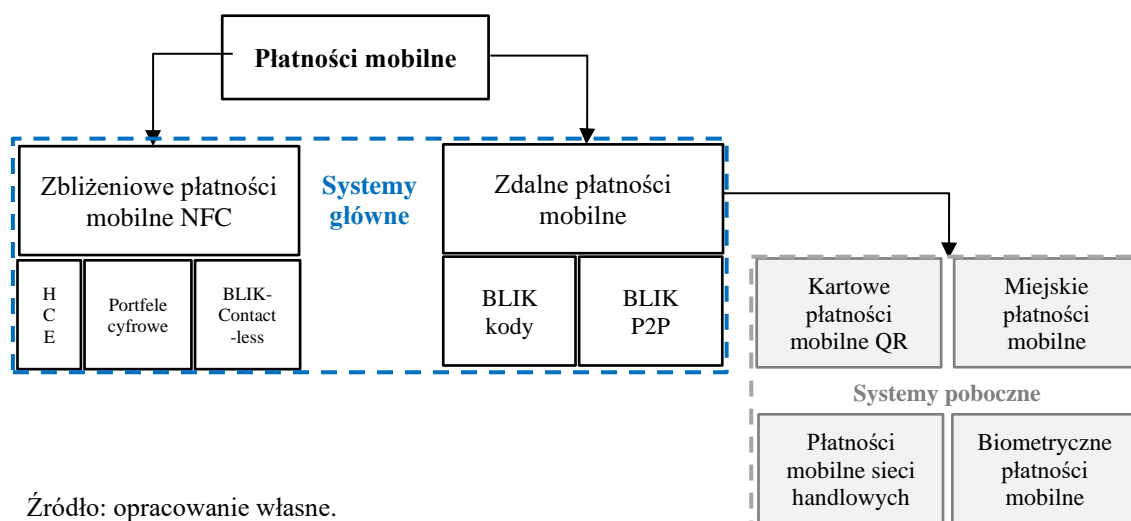 Płatności mobilne
Zbliżeniowe płatności
mobilne NFC
Systemy
główne
Zdalne płatności
mobilne
H
C
E
Portfele
cyfrowe
BLIK-
Contact
-less
BLIK
kody
BLIK
P2P
Kartowe
płatności
mobilne QR
Miejskie
płatności
mobilne
Systemy poboczne
Płatności
mobilne sieci
handlowych
Biometryczne
płatności
mobilne
Źródło: opracowanie własne.